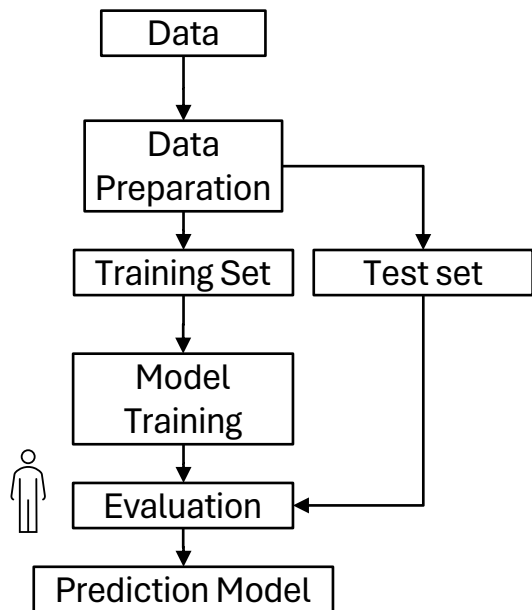 Data
Data
Preparation
Training Set
Test set
Model
Training
Evaluation
Prediction Model